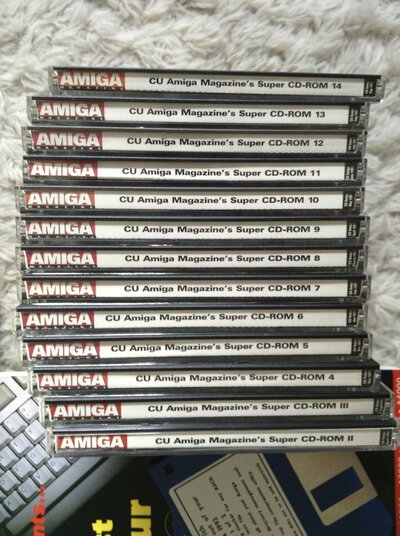 AMIGA CU Amiga Magazine's Super CD-ROM 14
AMIGA CU Amiga Magazine's Super CD-ROM 13
AMIGA CU Amiga Magazine's Super CD-ROM 12
AMIGA CU Amiga Magazine's Super CD-ROM 11
AMIGA CU Amiga Magazine's Super CD-ROM 10
AMIGA CU Amiga Magazine's Super CD-ROM 9
AMIGA CU Amiga Magazine's Super CD-ROM 8
AMIGA CU Amiga Magazine's Super CD-ROM 7
AMIGA CU Amiga Magazine's Super CD-ROM 6
AMIGA CU Amiga Magazine's Super CD-ROM 5
AMIGA CU Amiga Magazine's Super CD-ROM 4
AMIGA CU Amiga Magazine's Super CD-ROM III
AMIGA CU Amiga Magazine's Super CD-ROM II
nts...
our
1993